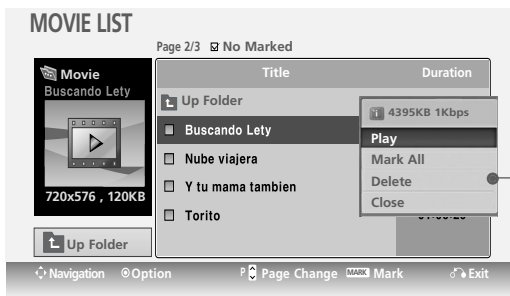 MOVIE LIST
Page 2/3 No Marked
Movie
Buscando Lety
720x576 , 120KB
Up Folder
Title Duration
Up Folder
Buscando Lety
Nube viajera
Y tu mama tambien
Torito
4395KB 1Kbps
Play
Mark All
Delete
Close
Navigation Option P Page Change MARK Mark Exit